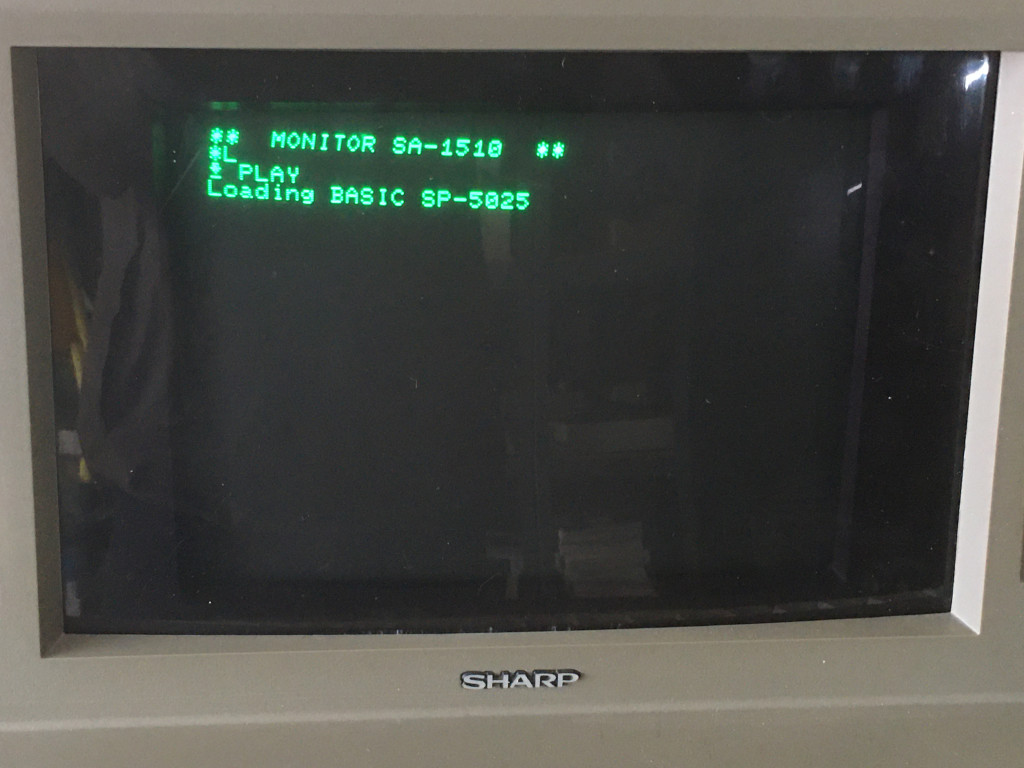 **  MONITOR SA-1510  **
*L
± PLAY
Loading BASIC SP-5025
SHARP